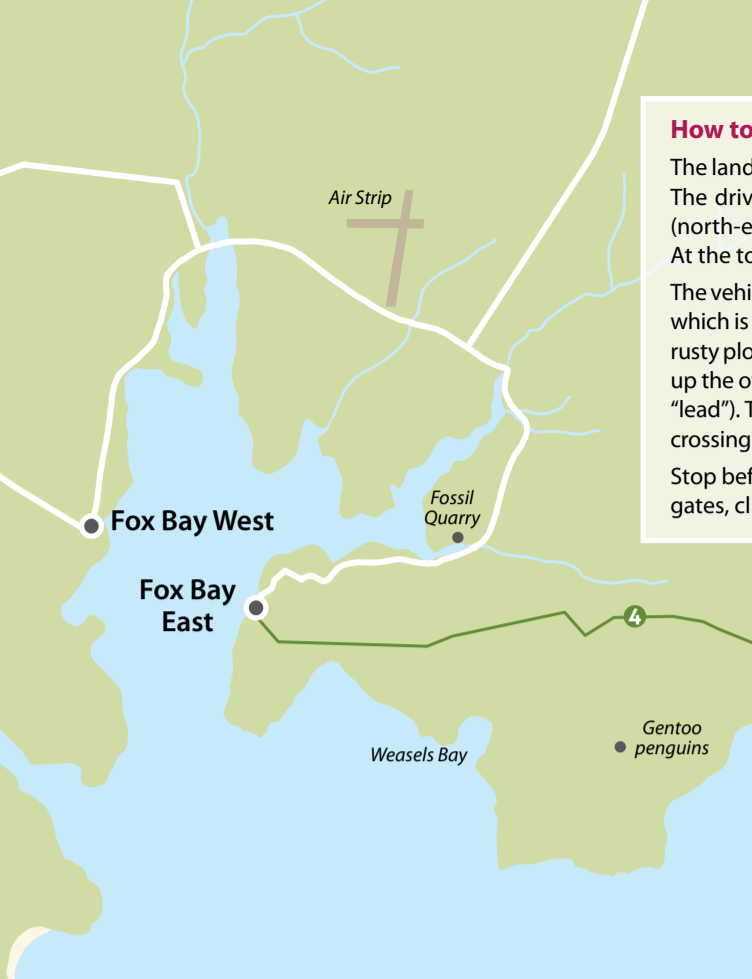 Air Strip
Fossil
Quarry
Fox Bay West
Fox Bay
East
4
Gentoo
penguins
Weasels Bay
How to
The land
The driv
(north-e
At the to
The vehi
which is
rusty plo
up the o
“lead”). T
crossing
Stop bef
gates, cl